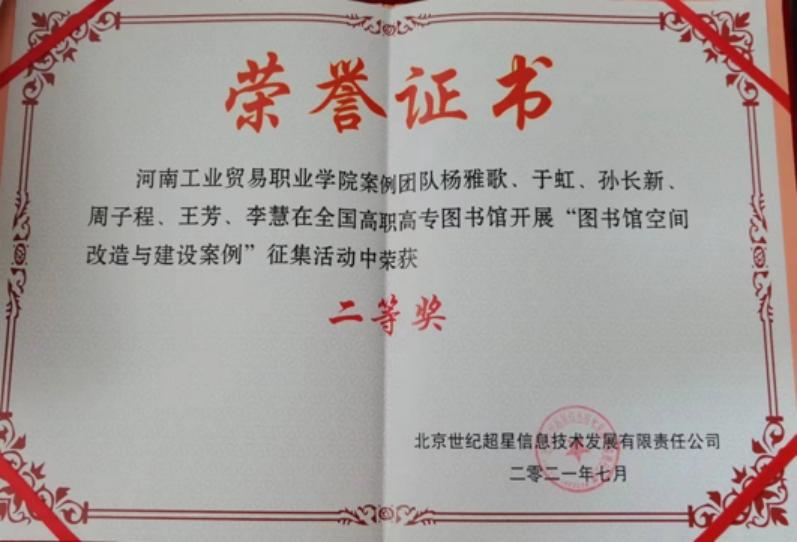 荣誉证书
河南工业贸易职业学院案例团队杨雅歌、于虹、孙长新、
周子程、王芳、李慧在全国高职高专图书馆开展“图书馆空间
改造与建设案例”征集活动中荣获
二等奖
北京世纪超星信息技术发展有限责任公司
二零二一年七月